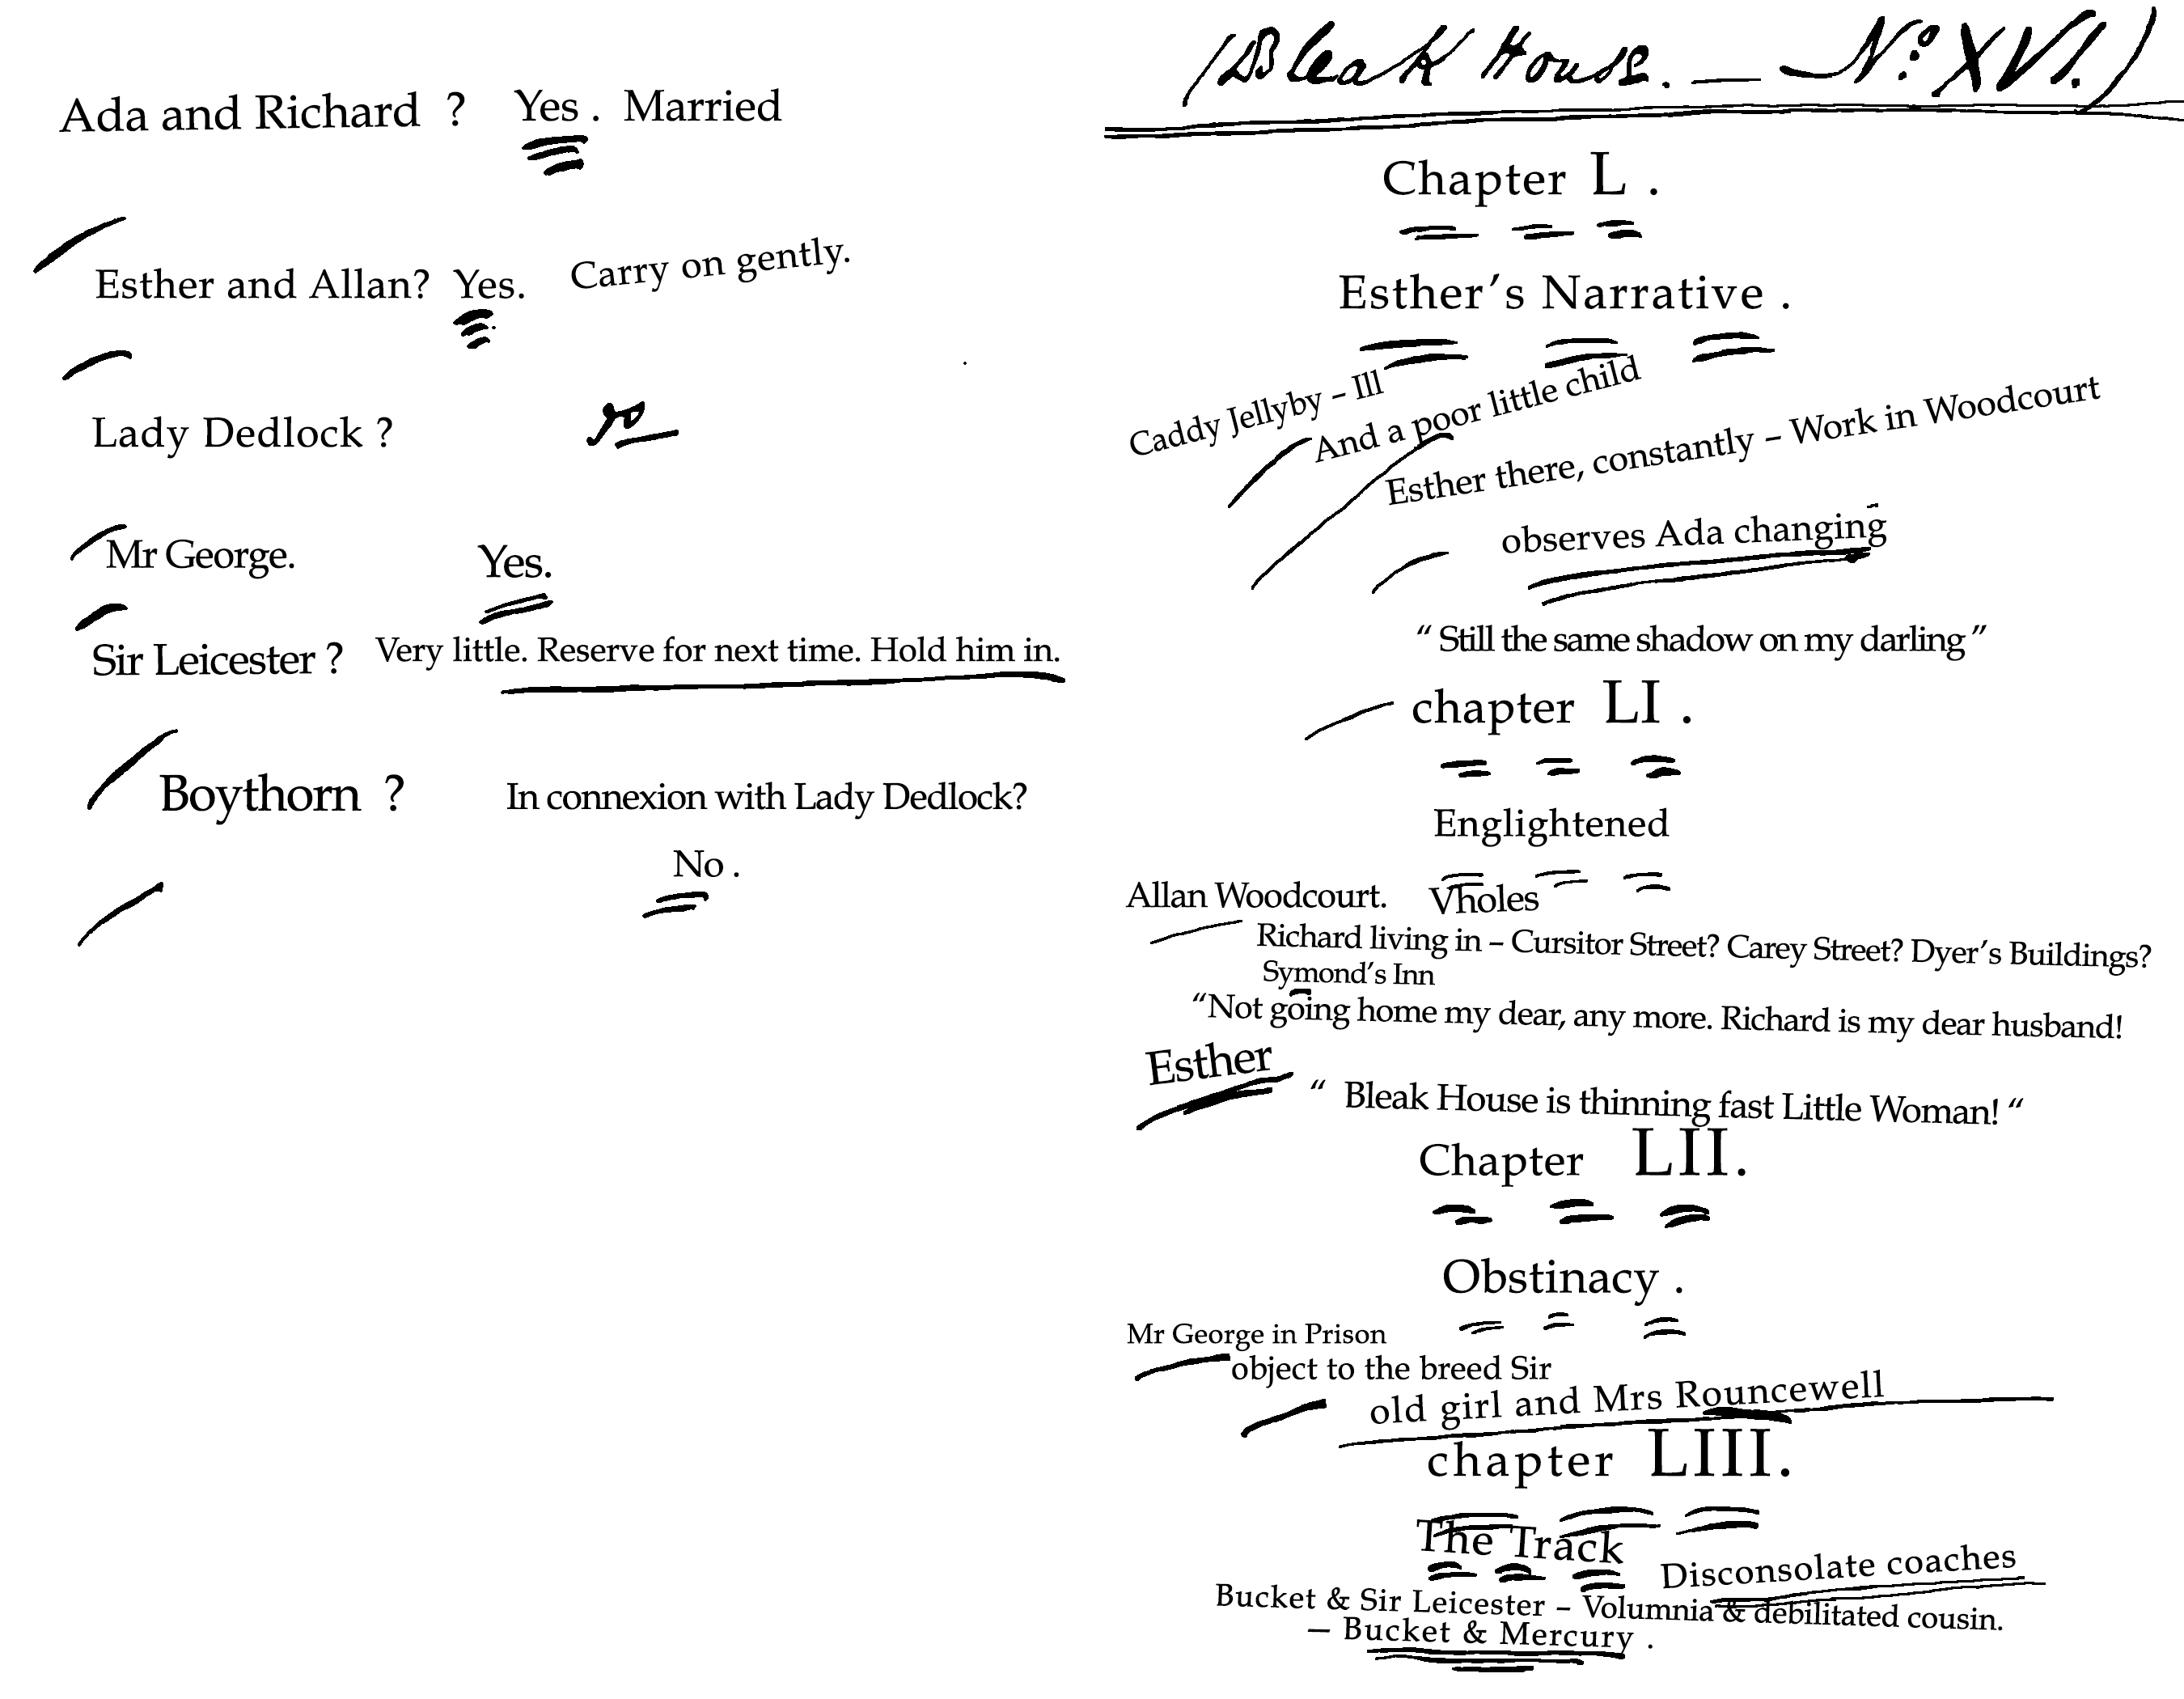 Ada and Richard ? Yes . Married
Esther and Allan? Yes. Carry on gently.
Lady Dedlock ?
Mr George. Yes.
Sir Leicester ? Very little. Reserve for next time. Hold him in.
Boythorn ? In connexion with Lady Dedlock?
No .
(Bleak House. — No: XVI.)
Chapter L .
Esther's Narrative .
Caddy Jellyby – Ill
And a poor little child
Esther there, constantly – Work in Woodcourt
observes Ada changing
“ Still the same shadow on my darling ”
chapter LI .
Englightened
Allan Woodcourt. Vholes
Richard living in – Cursitor Street? Carey Street? Dyer's Buildings?
Symond's Inn
“Not going home my dear, any more. Richard is my dear husband!
Esther “ Bleak House is thinning fast Little Woman! “
Chapter LII.
Obstinacy .
Mr George in Prison
object to the breed Sir
old girl and Mrs Rouncewell
chapter LIII.
The Track
Disconsolate coaches
Bucket & Sir Leicester – Volumnia & debilitated cousin.
— Bucket & Mercury .